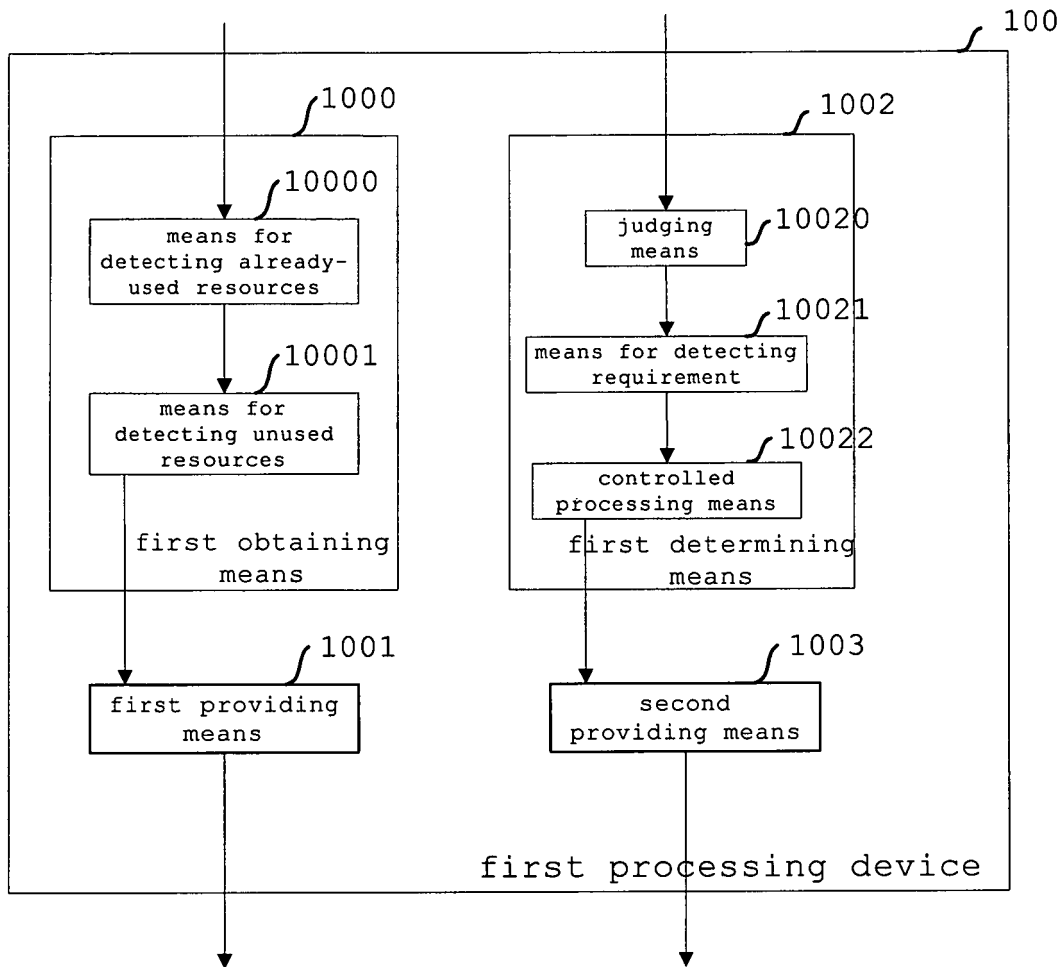 100
1000
1002
10000
means for
detecting already-
used resources
10001
means for
detecting unused
resources
first obtaining
means
1001
first providing
means
10020
judging
means
10021
means for detecting
requirement
10022
controlled
processing means
first determining
means
1003
second
providing means
first processing device